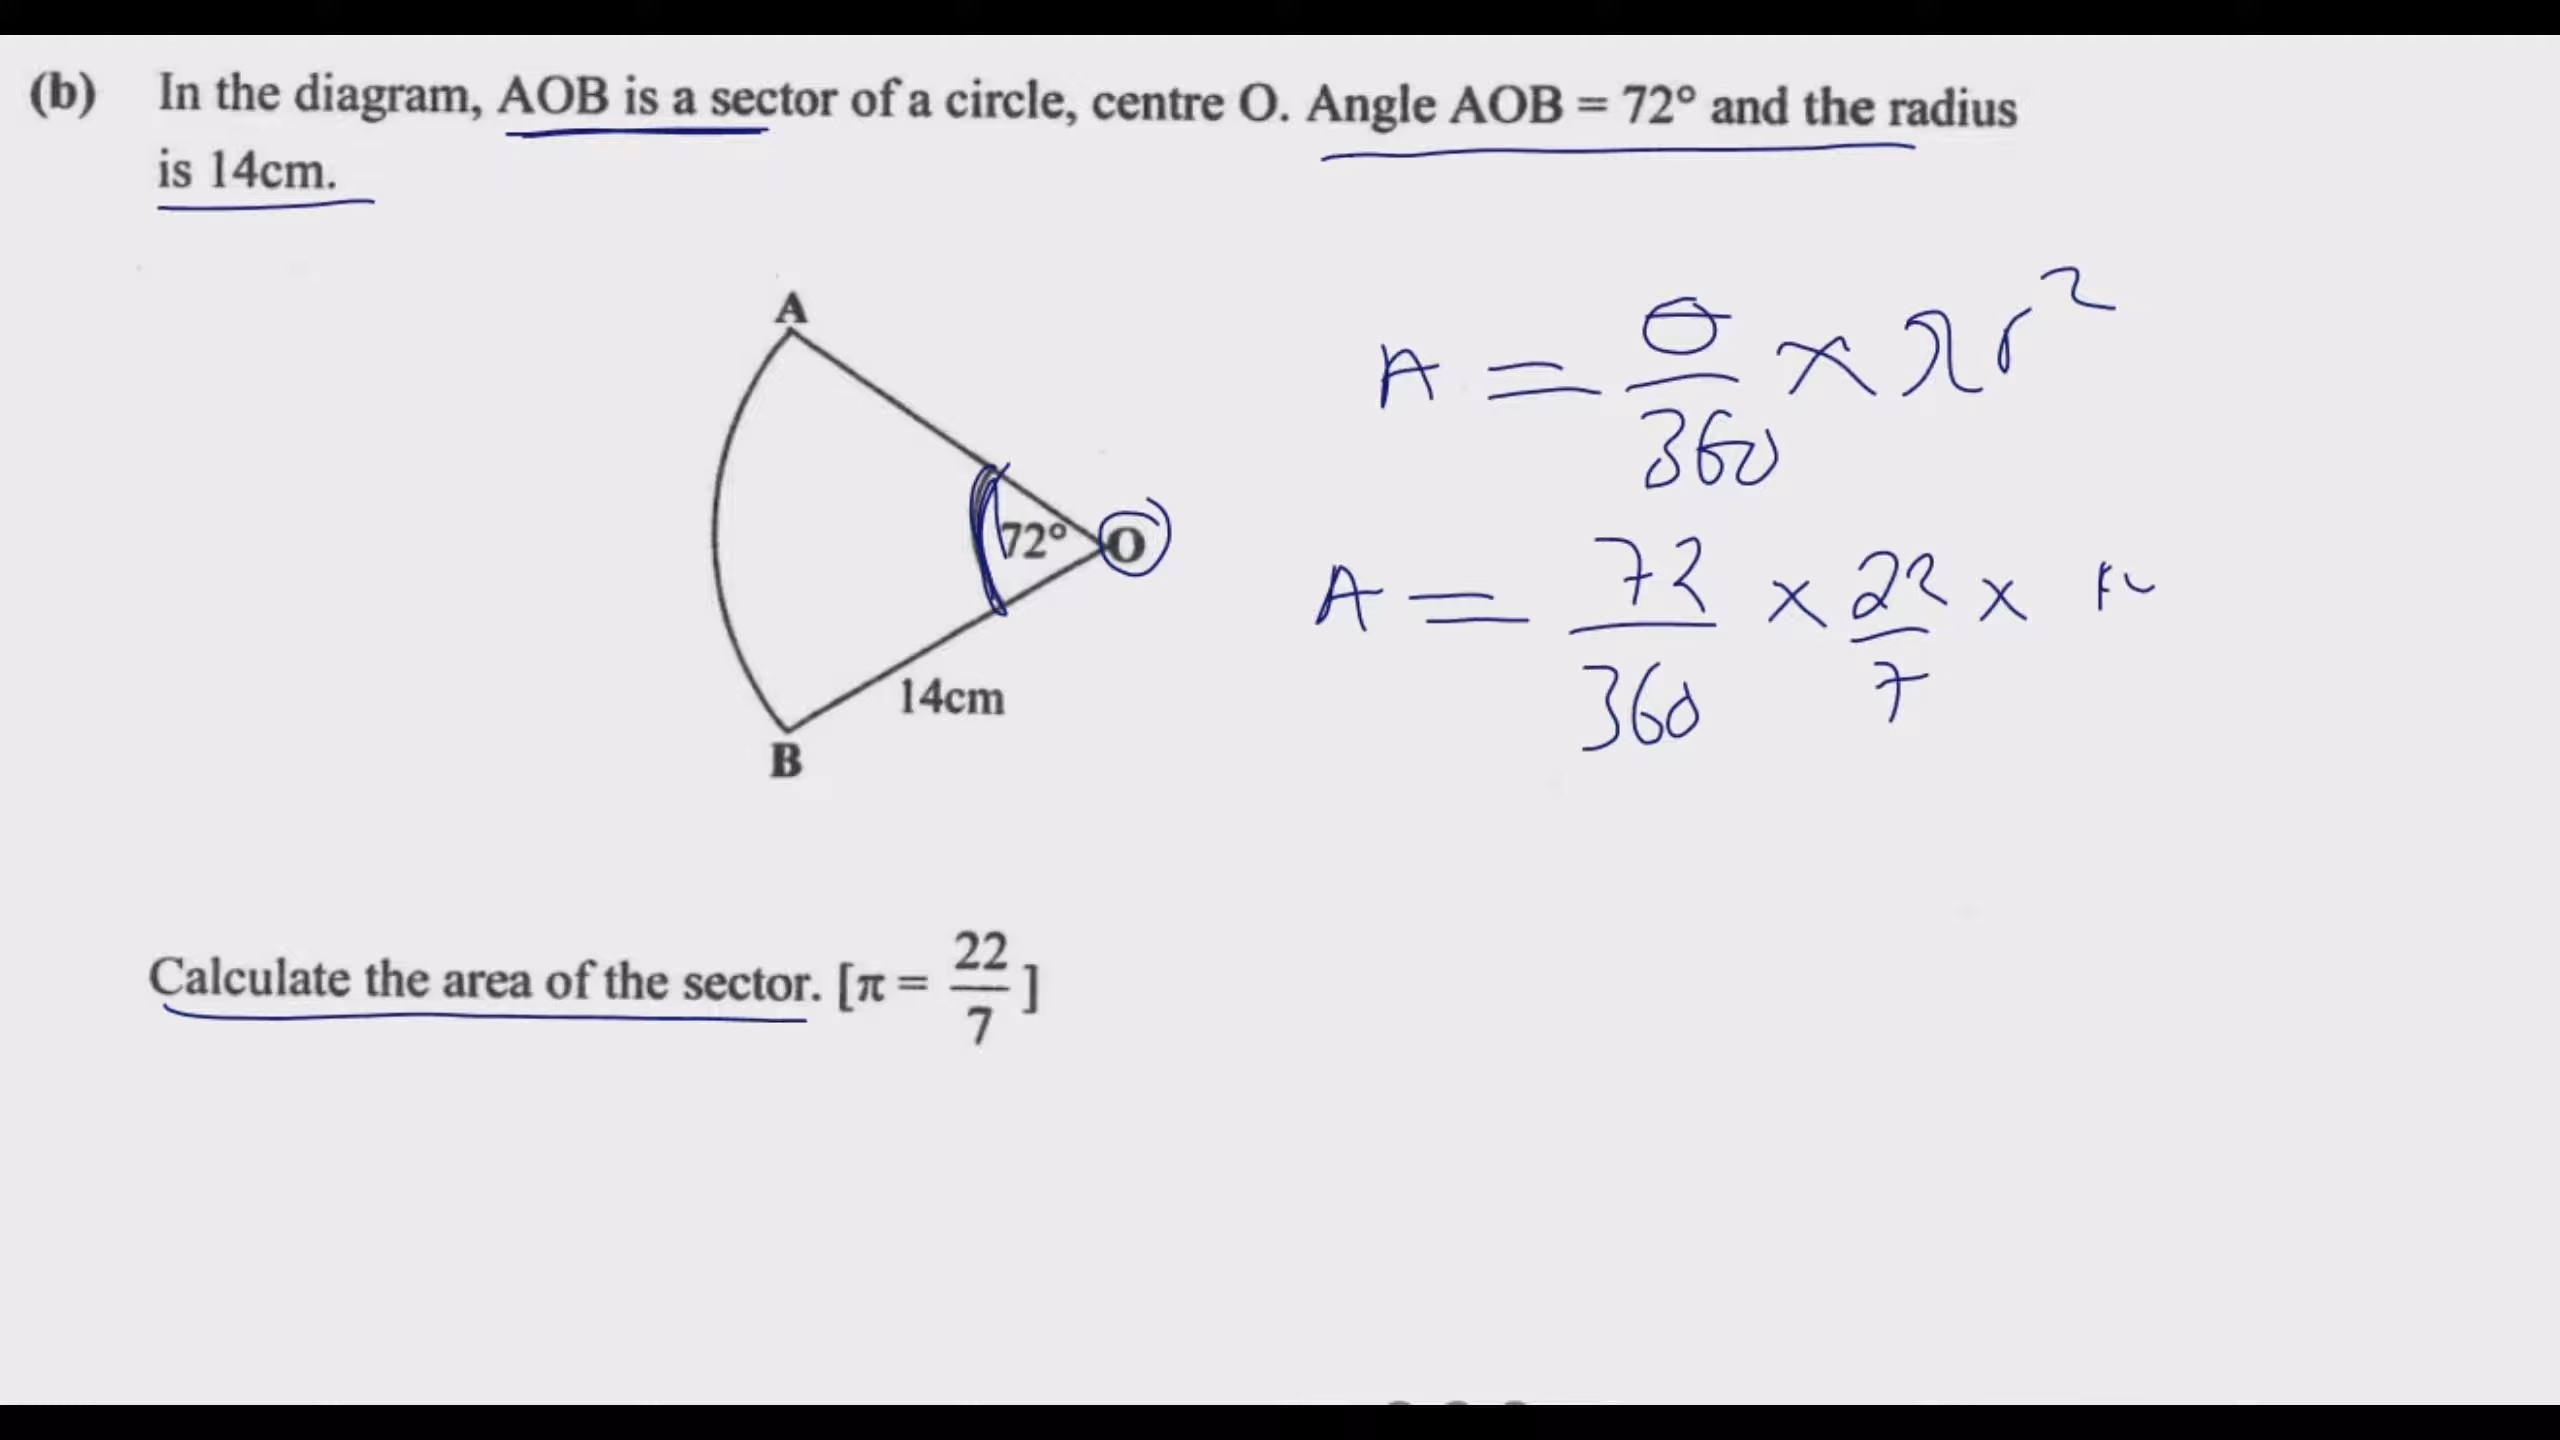 (b) In the diagram, AOB is a sector of a circle, centre O. Angle AOB = 72° and the radius
is 14cm.
A
72°
O
14cm
B
A = θ/360 × πr²
A = 72/360 × 22/7 ×
Calculate the area of the sector. [π = 22/7]